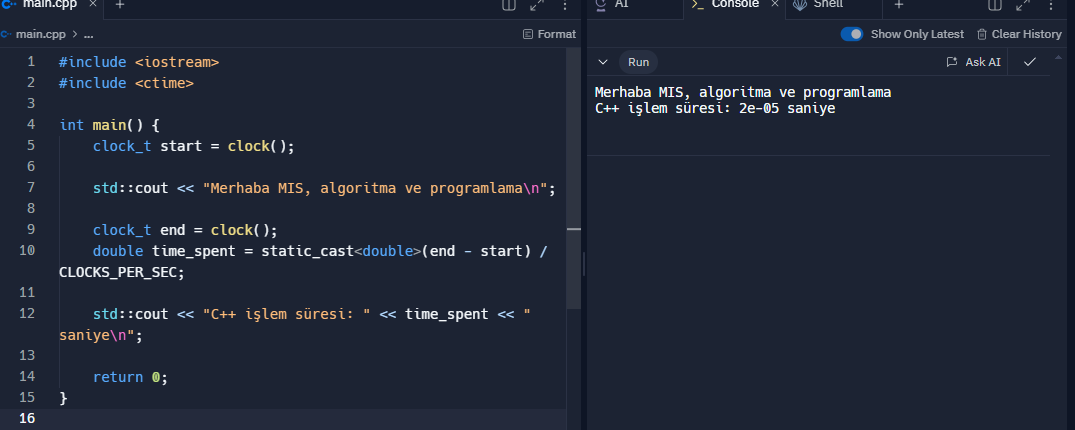 main.cpp × +
main.cpp > ...
Format
1 #include <iostream>
2 #include <ctime>
3
4 int main() {
5 clock_t start = clock();
6
7 std::cout << "Merhaba MIS, algoritma ve programlama\n";
8
9 clock_t end = clock();
10 double time_spent = static_cast<double>(end - start) /
CLOCKS_PER_SEC;
11
12 std::cout << "C++ işlem süresi: " << time_spent << "
saniye\n";
13
14 return 0;
15 }
16
AI
Console ×
Shell
+
Show Only Latest
Clear History
Run
Ask AI
Merhaba MIS, algoritma ve programlama
C++ işlem süresi: 2e-05 saniye